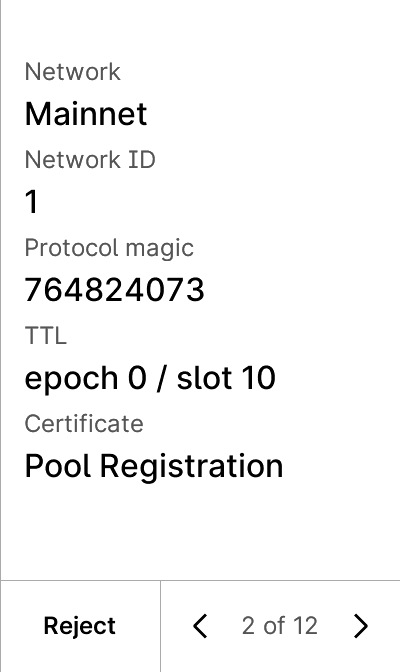 Network
Mainnet
Network ID
1
Protocol magic
764824073
TTL
epoch 0 / slot 10
Certificate
Pool Registration
Reject
2 of 12